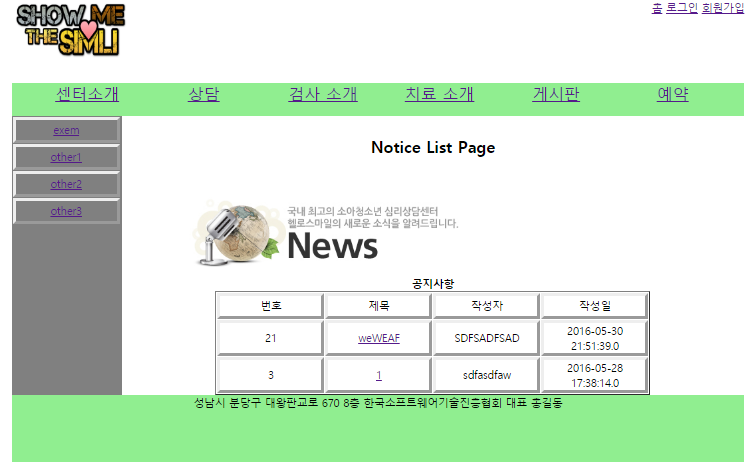 SHOW ME
THE SIMLI
홈 로그인 회원가입
센터소개 상담 검사 소개 치료 소개 게시판 예약
exem
other1
other2
other3
Notice List Page
국내 최고의 소아청소년 심리상담센터
헬로스마일의 새로운 소식을 알려드립니다.
News
공지사항
번호 제목 작성자 작성일
21 weWEAF SDFSADFSAD 2016-05-30
21:51:39.0
3 1 sdfasdfaw 2016-05-28
17:38:14.0
성남시 분당구 대왕판교로 670 8층 한국소프트웨어기술진흥협회 대표 홍길동